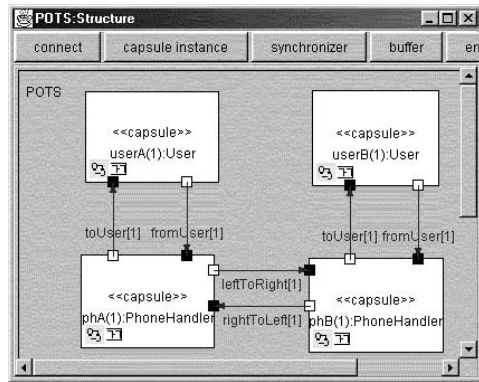 POTS:Structure
connect capsule instance synchronizer buffer en
POTS
<<capsule>>
userA(1):User
<<capsule>>
userB(1):User
toUser[1] fromUser[1]
toUser[1] fromUser[1]
leftToRight[1]
<<capsule>>
phA(1):PhoneHandler
rightToLeft[1]
<<capsule>>
phB(1):PhoneHandler